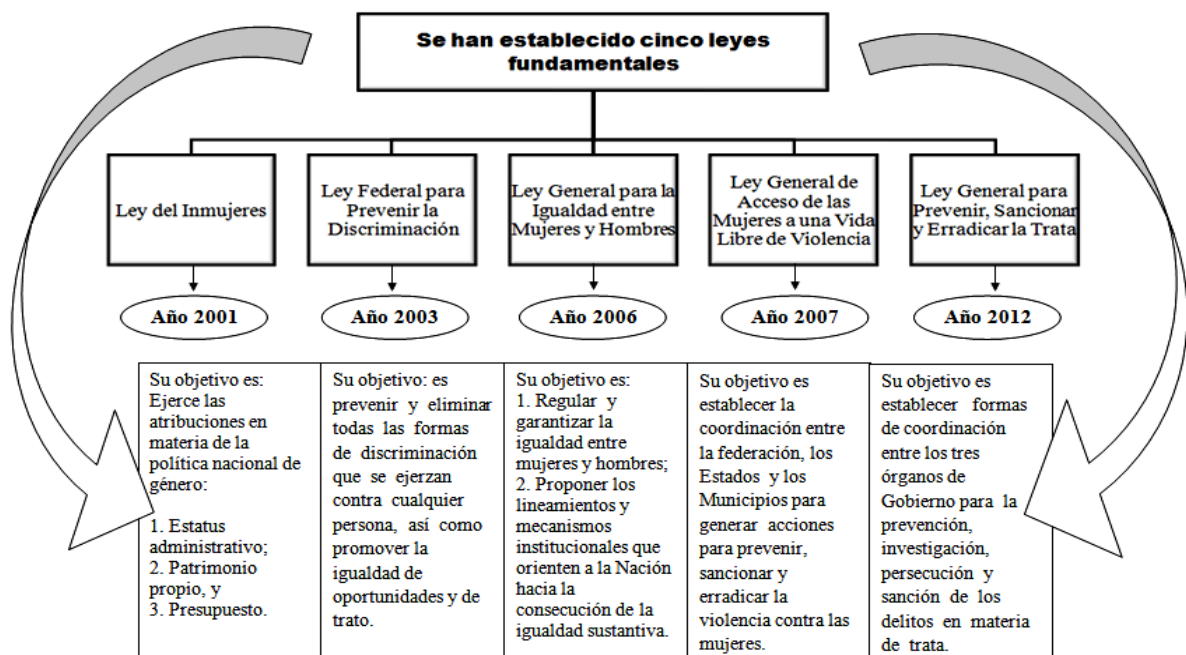 Se han establecido cinco leyes
fundamentales
Ley del Inmujeres
Ley Federal para
Prevenir la
Discriminación
Ley General para la
Igualdad entre
Mujeres y Hombres
Ley General de
Acceso de las
Mujeres a una Vida
Libre de Violencia
Ley General para
Prevenir, Sancionar
y Erradicar la Trata
Año 2001
Año 2003
Año 2006
Año 2007
Año 2012
Su objetivo es:
Ejerce las
atribuciones en
materia de la
política nacional de
género:
1. Estatus
administrativo;
2. Patrimonio
propio, y
3. Presupuesto.
Su objetivo: es
prevenir y eliminar
todas las formas
de discriminación
que se ejerzan
contra cualquier
persona, así como
promover la
igualdad de
oportunidades y de
trato.
Su objetivo es:
1. Regular y
garantizar la
igualdad entre
mujeres y hombres;
2. Proponer los
lineamientos y
mecanismos
institucionales que
orienten a la Nación
hacia la
consecución de la
igualdad sustantiva.
Su objetivo es
establecer la
coordinación entre
la federación, los
Estados y los
Municipios para
generar acciones
para prevenir,
sancionar y
erradicar la
violencia contra las
mujeres.
Su objetivo es
establecer formas
de coordinación
entre los tres
órganos de
Gobierno para la
prevención,
investigación,
persecución y
sanción de los
delitos en materia
de trata.